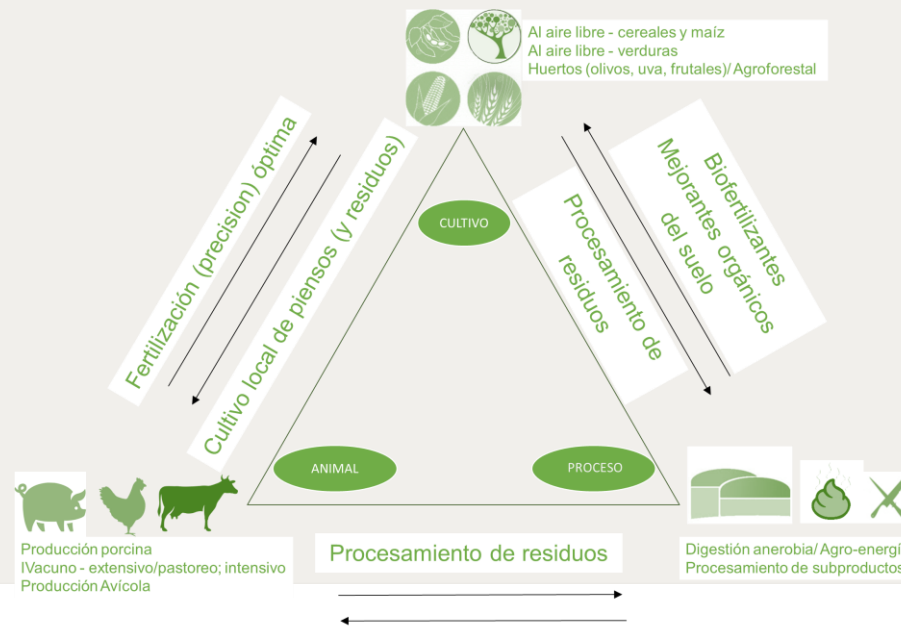 Al aire libre - cereales y maíz
Al aire libre - verduras
Huertos (olivos, uva, frutales)/ Agroforestal
Fertilización (precision) óptima
Cultivo local de piensos (y residuos)
CULTIVO
Procesamiento de
residuos
Biofertilizantes
Mejorantes orgánicos
del suelo
ANIMAL
PROCESO
Producción porcina
IVacuno - extensivo/pastoreo; intensivo
Producción Avícola
Procesamiento de residuos
Digestión anerobia/ Agro-energí
Procesamiento de subproductos